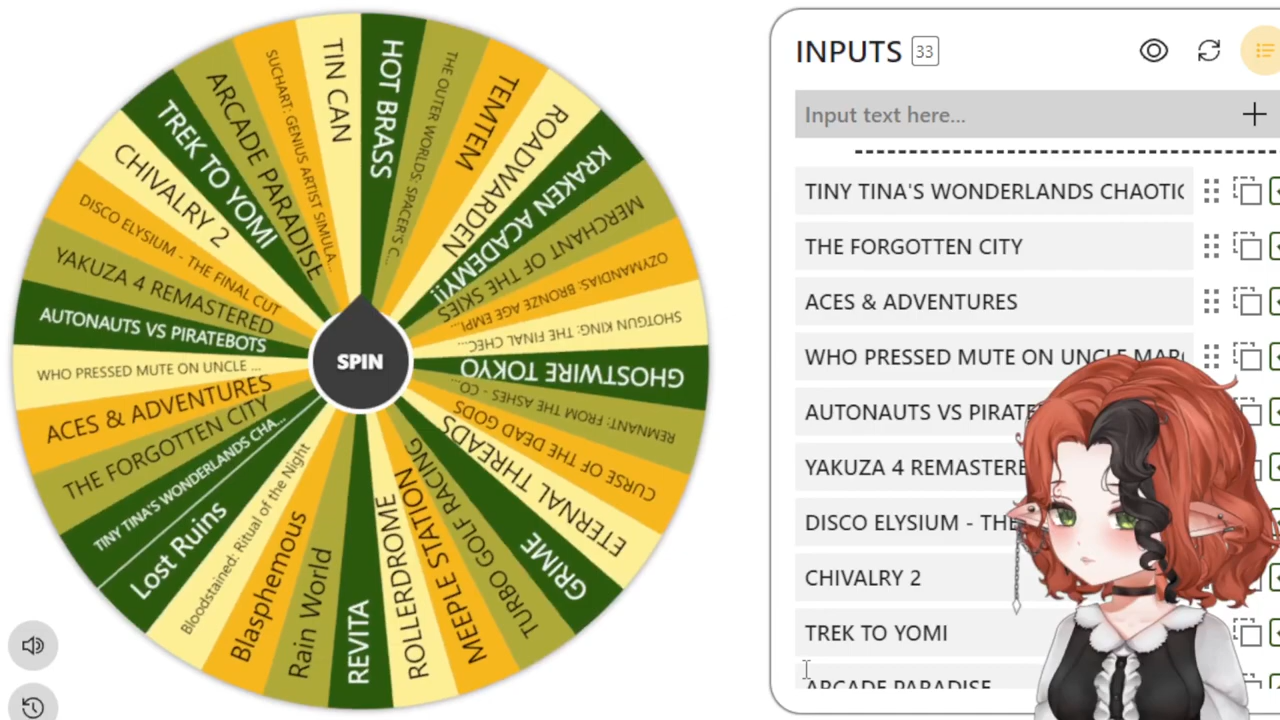 HOT BRASS
THE OUTER WORLDS: SPACER'S C...
TEMTEM
ROADWARDEN
KRAKEN ACADEMY!!
MERCHANT OF THE SKIES
OZYMANDIAS: BRONZE AGE EMPI...
SHOTGUN KING: THE FINAL CHEC...
GHOSTWIRE TOKYO
REMNANT: FROM THE ASHES - CO...
CURSE OF THE DEAD GODS
ETERNAL THREADS
GRIME
TURBO GOLF RACING
MEEPLE STATION
ROLLERDROME
REVITA
Rain World
Blasphemous
Bloodstained: Ritual of the Night
Lost Ruins
TINY TINA'S WONDERLANDS CHA...
THE FORGOTTEN CITY
ACES & ADVENTURES
WHO PRESSED MUTE ON UNCLE ...
AUTONAUTS VS PIRATEBOTS
YAKUZA 4 REMASTERED
DISCO ELYSIUM - THE FINAL CUT
CHIVALRY 2
TREK TO YOMI
ARCADE PARADISE
SUCHART: GENIUS ARTIST SIMULA...
TIN CAN
SPIN
INPUTS 33
Input text here...
TINY TINA'S WONDERLANDS CHAOTIC
THE FORGOTTEN CITY
ACES & ADVENTURES
WHO PRESSED MUTE ON UNCLE MARC
AUTONAUTS VS PIRATE
YAKUZA 4 REMASTERE
DISCO ELYSIUM - THE
CHIVALRY 2
TREK TO YOMI
ARCADE PARADISE